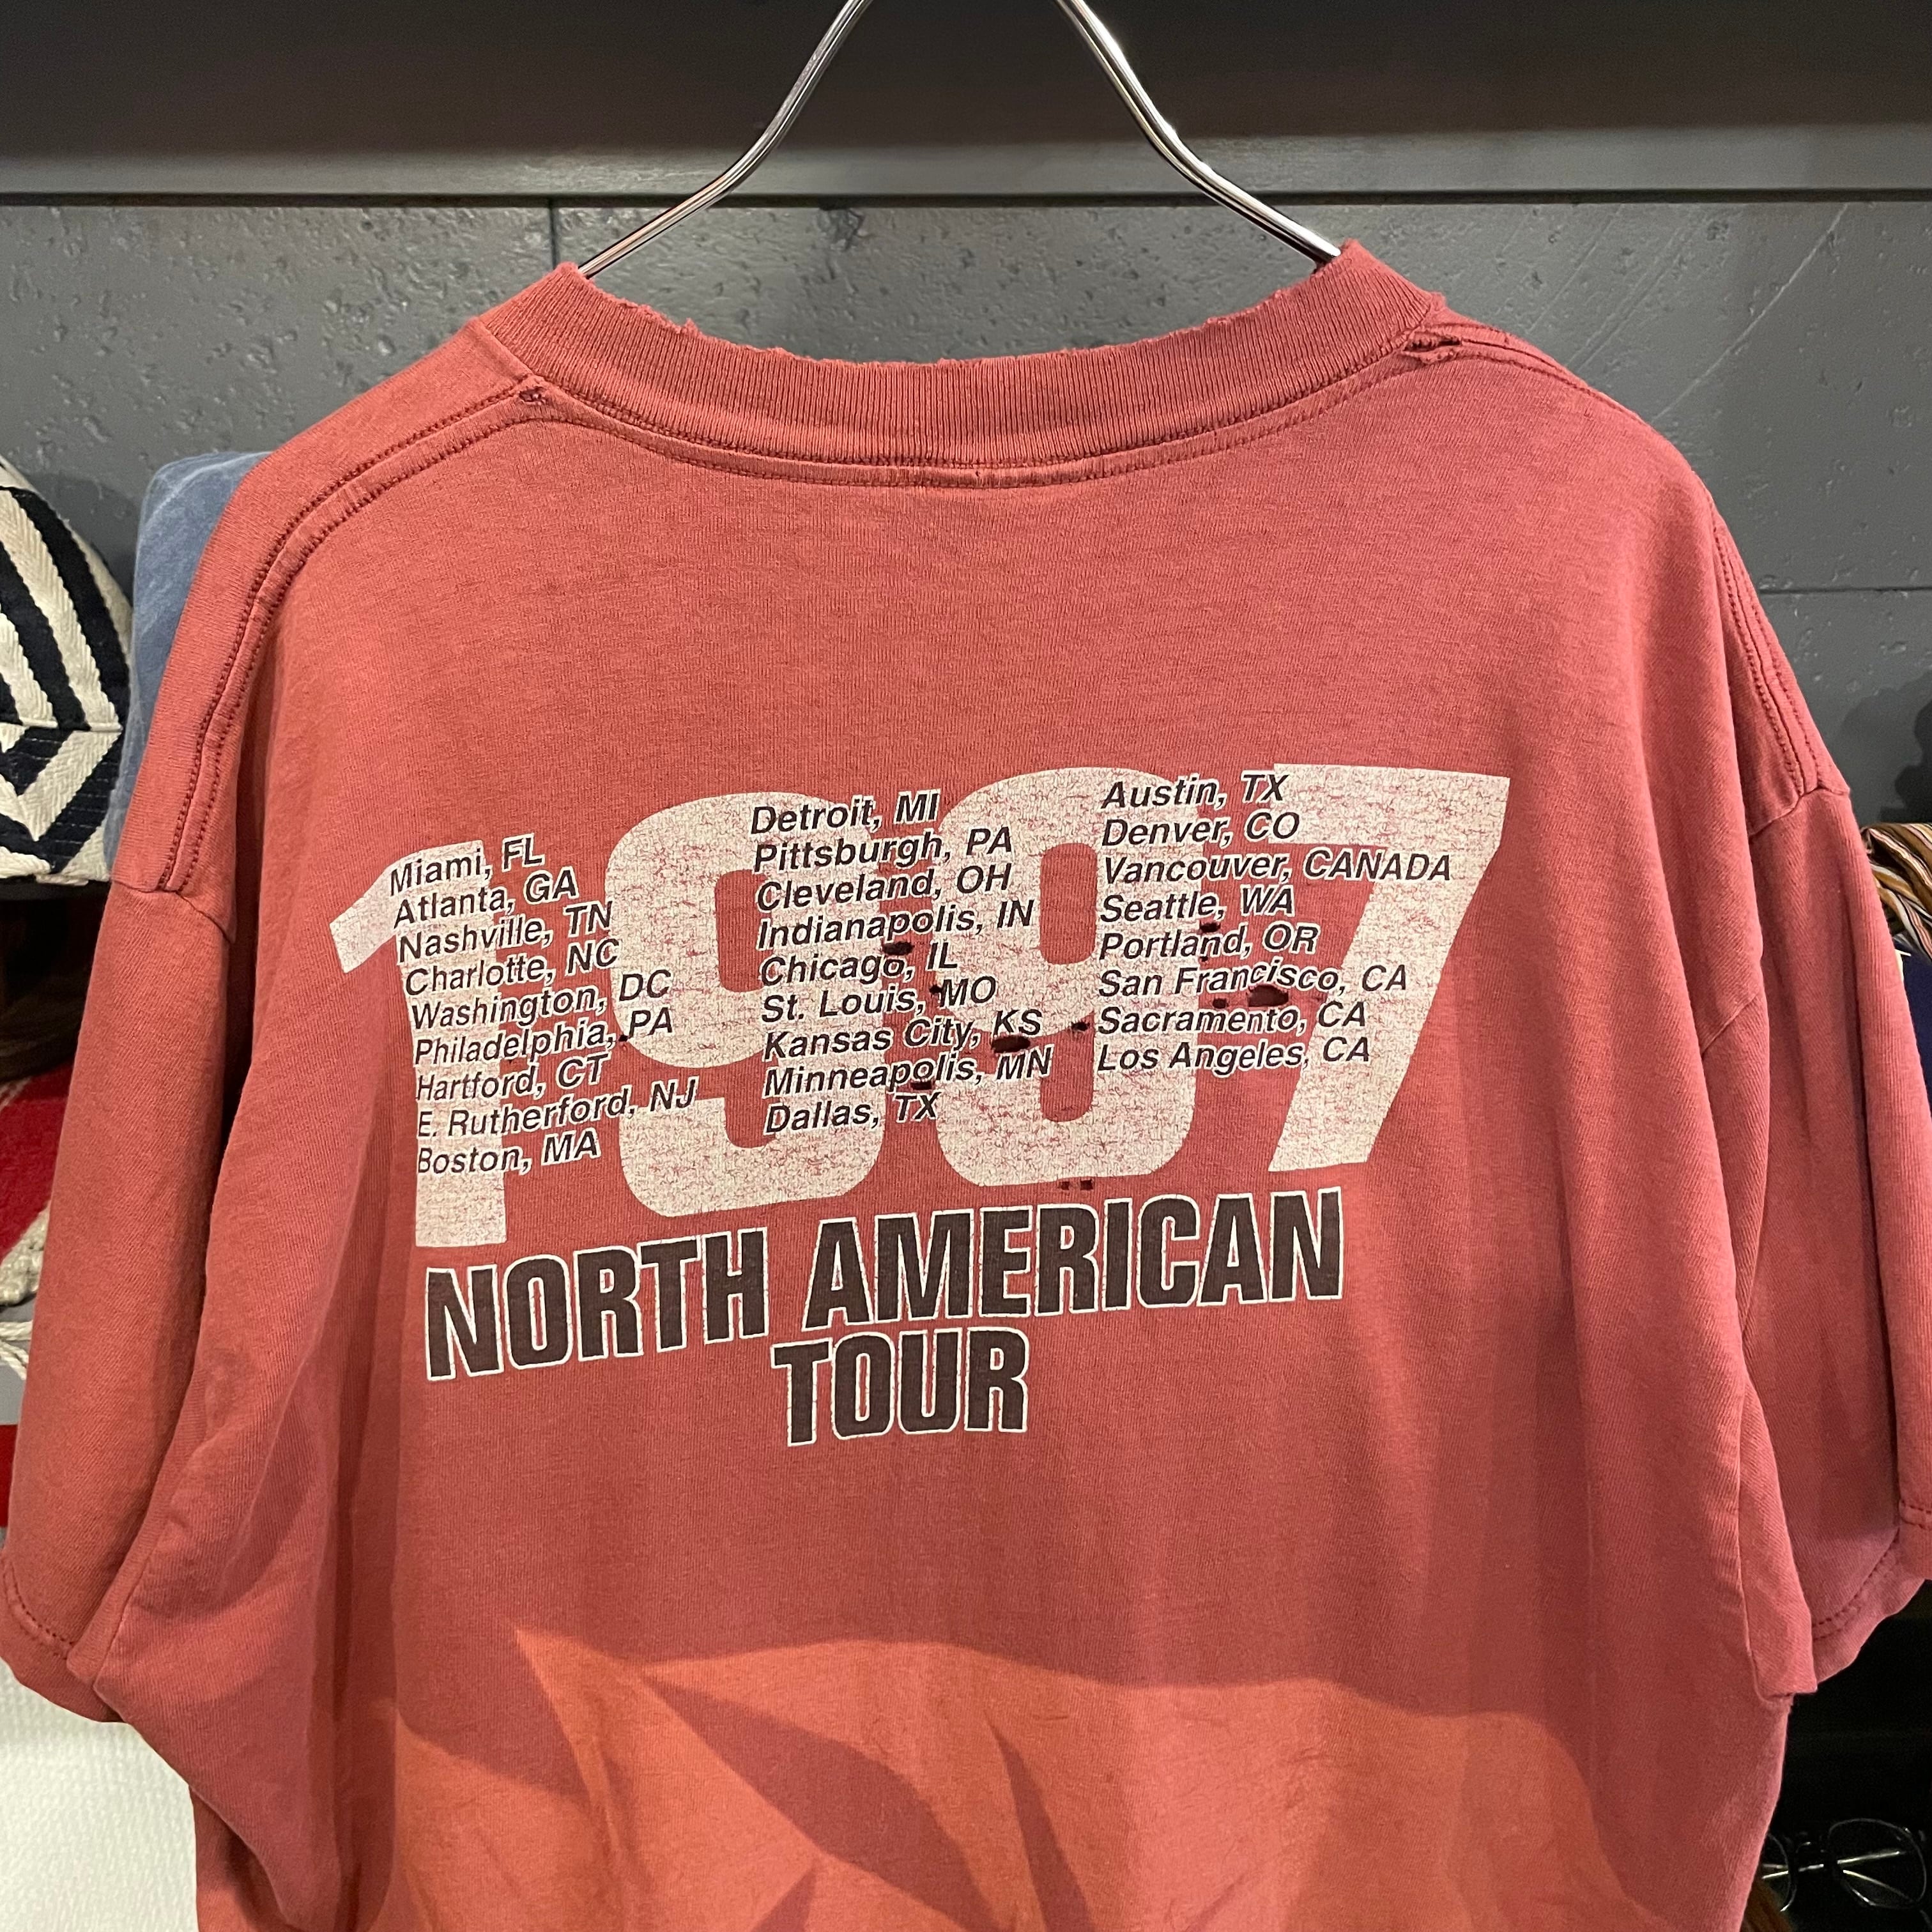 1997
Miami, FL
Atlanta, GA
Nashville, TN
Charlotte, NC
Washington, DC
Philadelphia, PA
Hartford, CT
E. Rutherford, NJ
Boston, MA
Detroit, MI
Pittsburgh, PA
Cleveland, OH
Indianapolis, IN
Chicago, IL
St. Louis, MO
Kansas City, KS
Minneapolis, MN
Dallas, TX
Austin, TX
Denver, CO
Vancouver, CANADA
Seattle, WA
Portland, OR
San Francisco, CA
Sacramento, CA
Los Angeles, CA
NORTH AMERICAN
TOUR